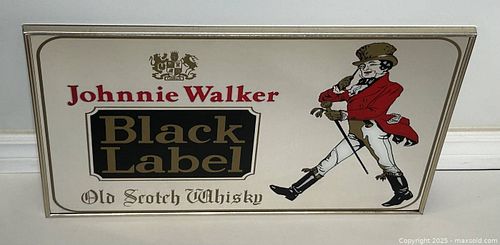 Johnnie Walker
Black
Label
Old Scotch Whisky
Copyright © 2025 - maxsold.com